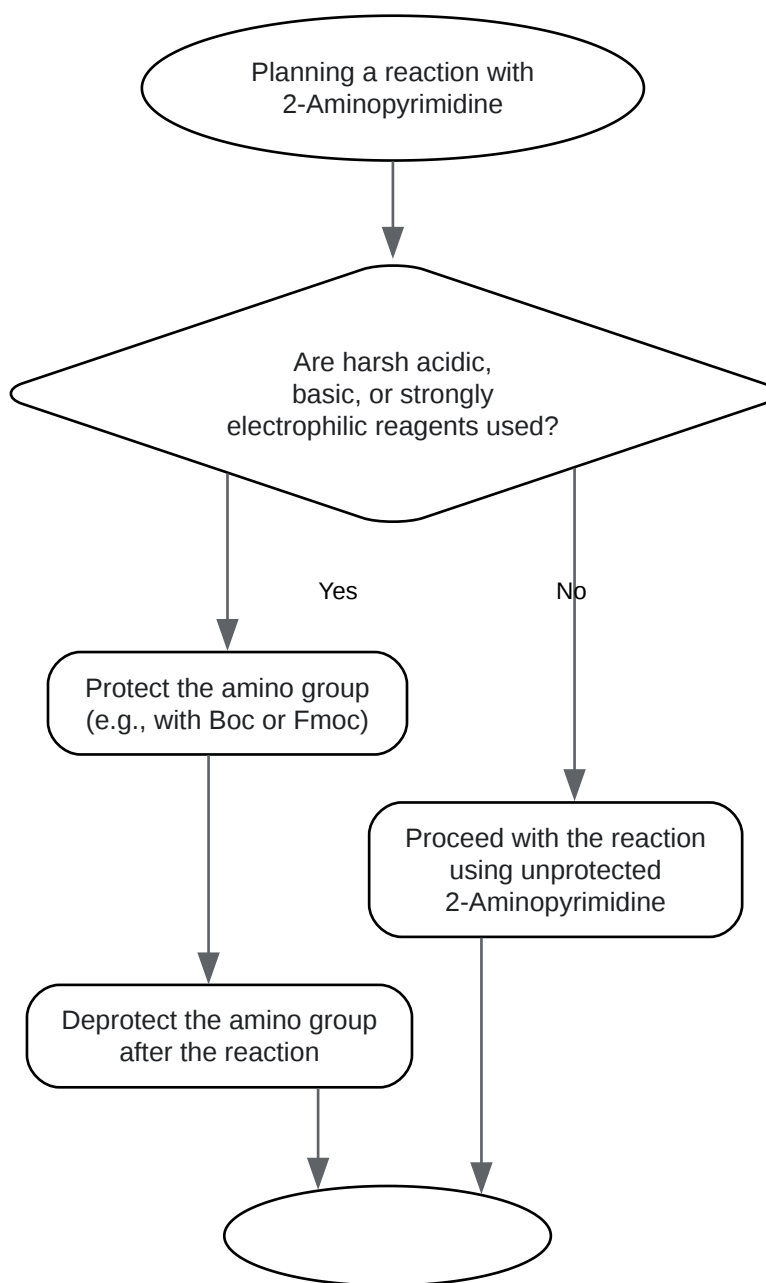 Planning a reaction with
2-Aminopyrimidine
Are harsh acidic,
basic, or strongly
electrophilic reagents used?
Yes
No
Protect the amino group
(e.g., with Boc or Fmoc)
Proceed with the reaction
using unprotected
2-Aminopyrimidine
Deprotect the amino group
after the reaction